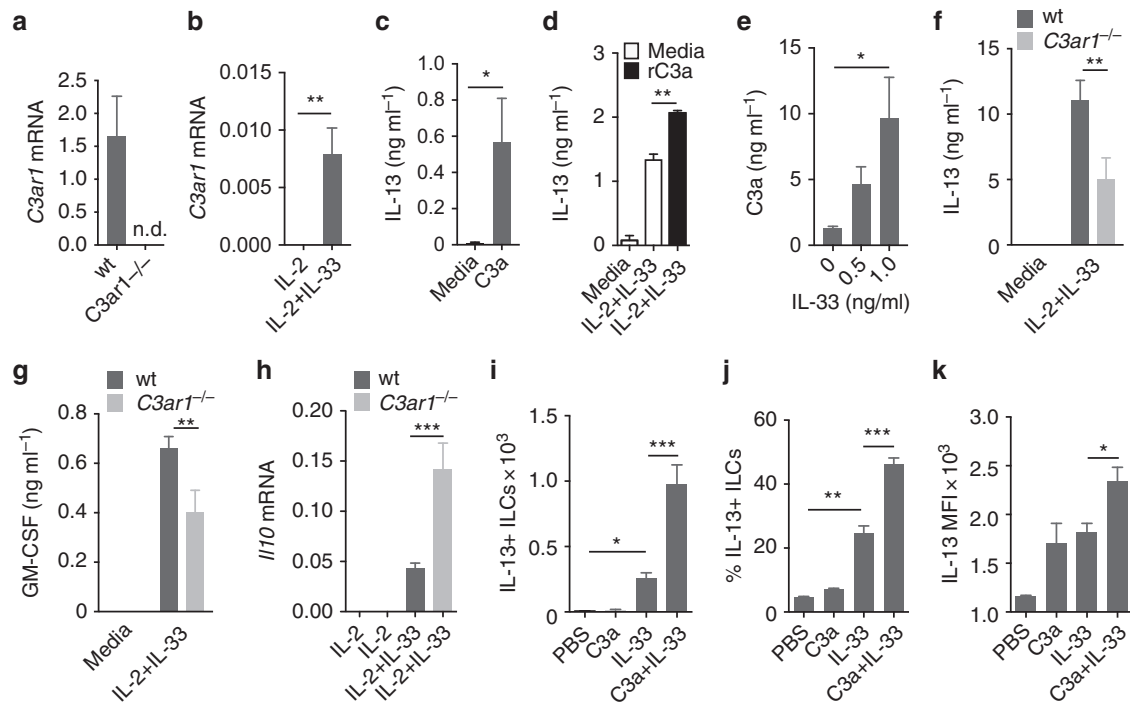 a
C3ar1 mRNA
2.5
2.0
1.5
1.0
0.5
0.0
n.d.
wt
C3ar1−/−
b
C3ar1 mRNA
0.015
0.010
0.005
0.000
**
IL-2
IL-2+IL-33
c
IL-13 (ng ml−1)
1.0
0.8
0.6
0.4
0.2
0
*
Media
C3a
d
IL-13 (ng ml−1)
3
2
1
0
Media
rC3a
**
Media
IL-2+IL-33
IL-2+IL-33
e
C3a (ng ml−1)
15
10
5
0
*
0
0.5
1.0
IL-33 (ng/ml)
f
wt
C3ar1−/−
IL-13 (ng ml−1)
15
10
5
0
**
Media
IL-2+IL-33
g
wt
C3ar1−/−
GM-CSF (ng ml−1)
0.8
0.6
0.4
0.2
0
**
Media
IL-2+IL-33
h
wt
C3ar1−/−
Il10 mRNA
0.20
0.15
0.10
0.05
0.00
***
IL-2
IL-2
IL-2+IL-33
IL-2+IL-33
i
IL-13+ ILCs × 103
1.5
1.0
0.5
0
*
***
PBS
C3a
IL-33
C3a+IL-33
j
% IL-13+ ILCs
60
40
20
0
**
***
PBS
C3a
IL-33
C3a+IL-33
k
IL-13 MFI × 103
3.0
2.5
2.0
1.5
1.0
*
PBS
C3a
IL-33
C3a+IL-33